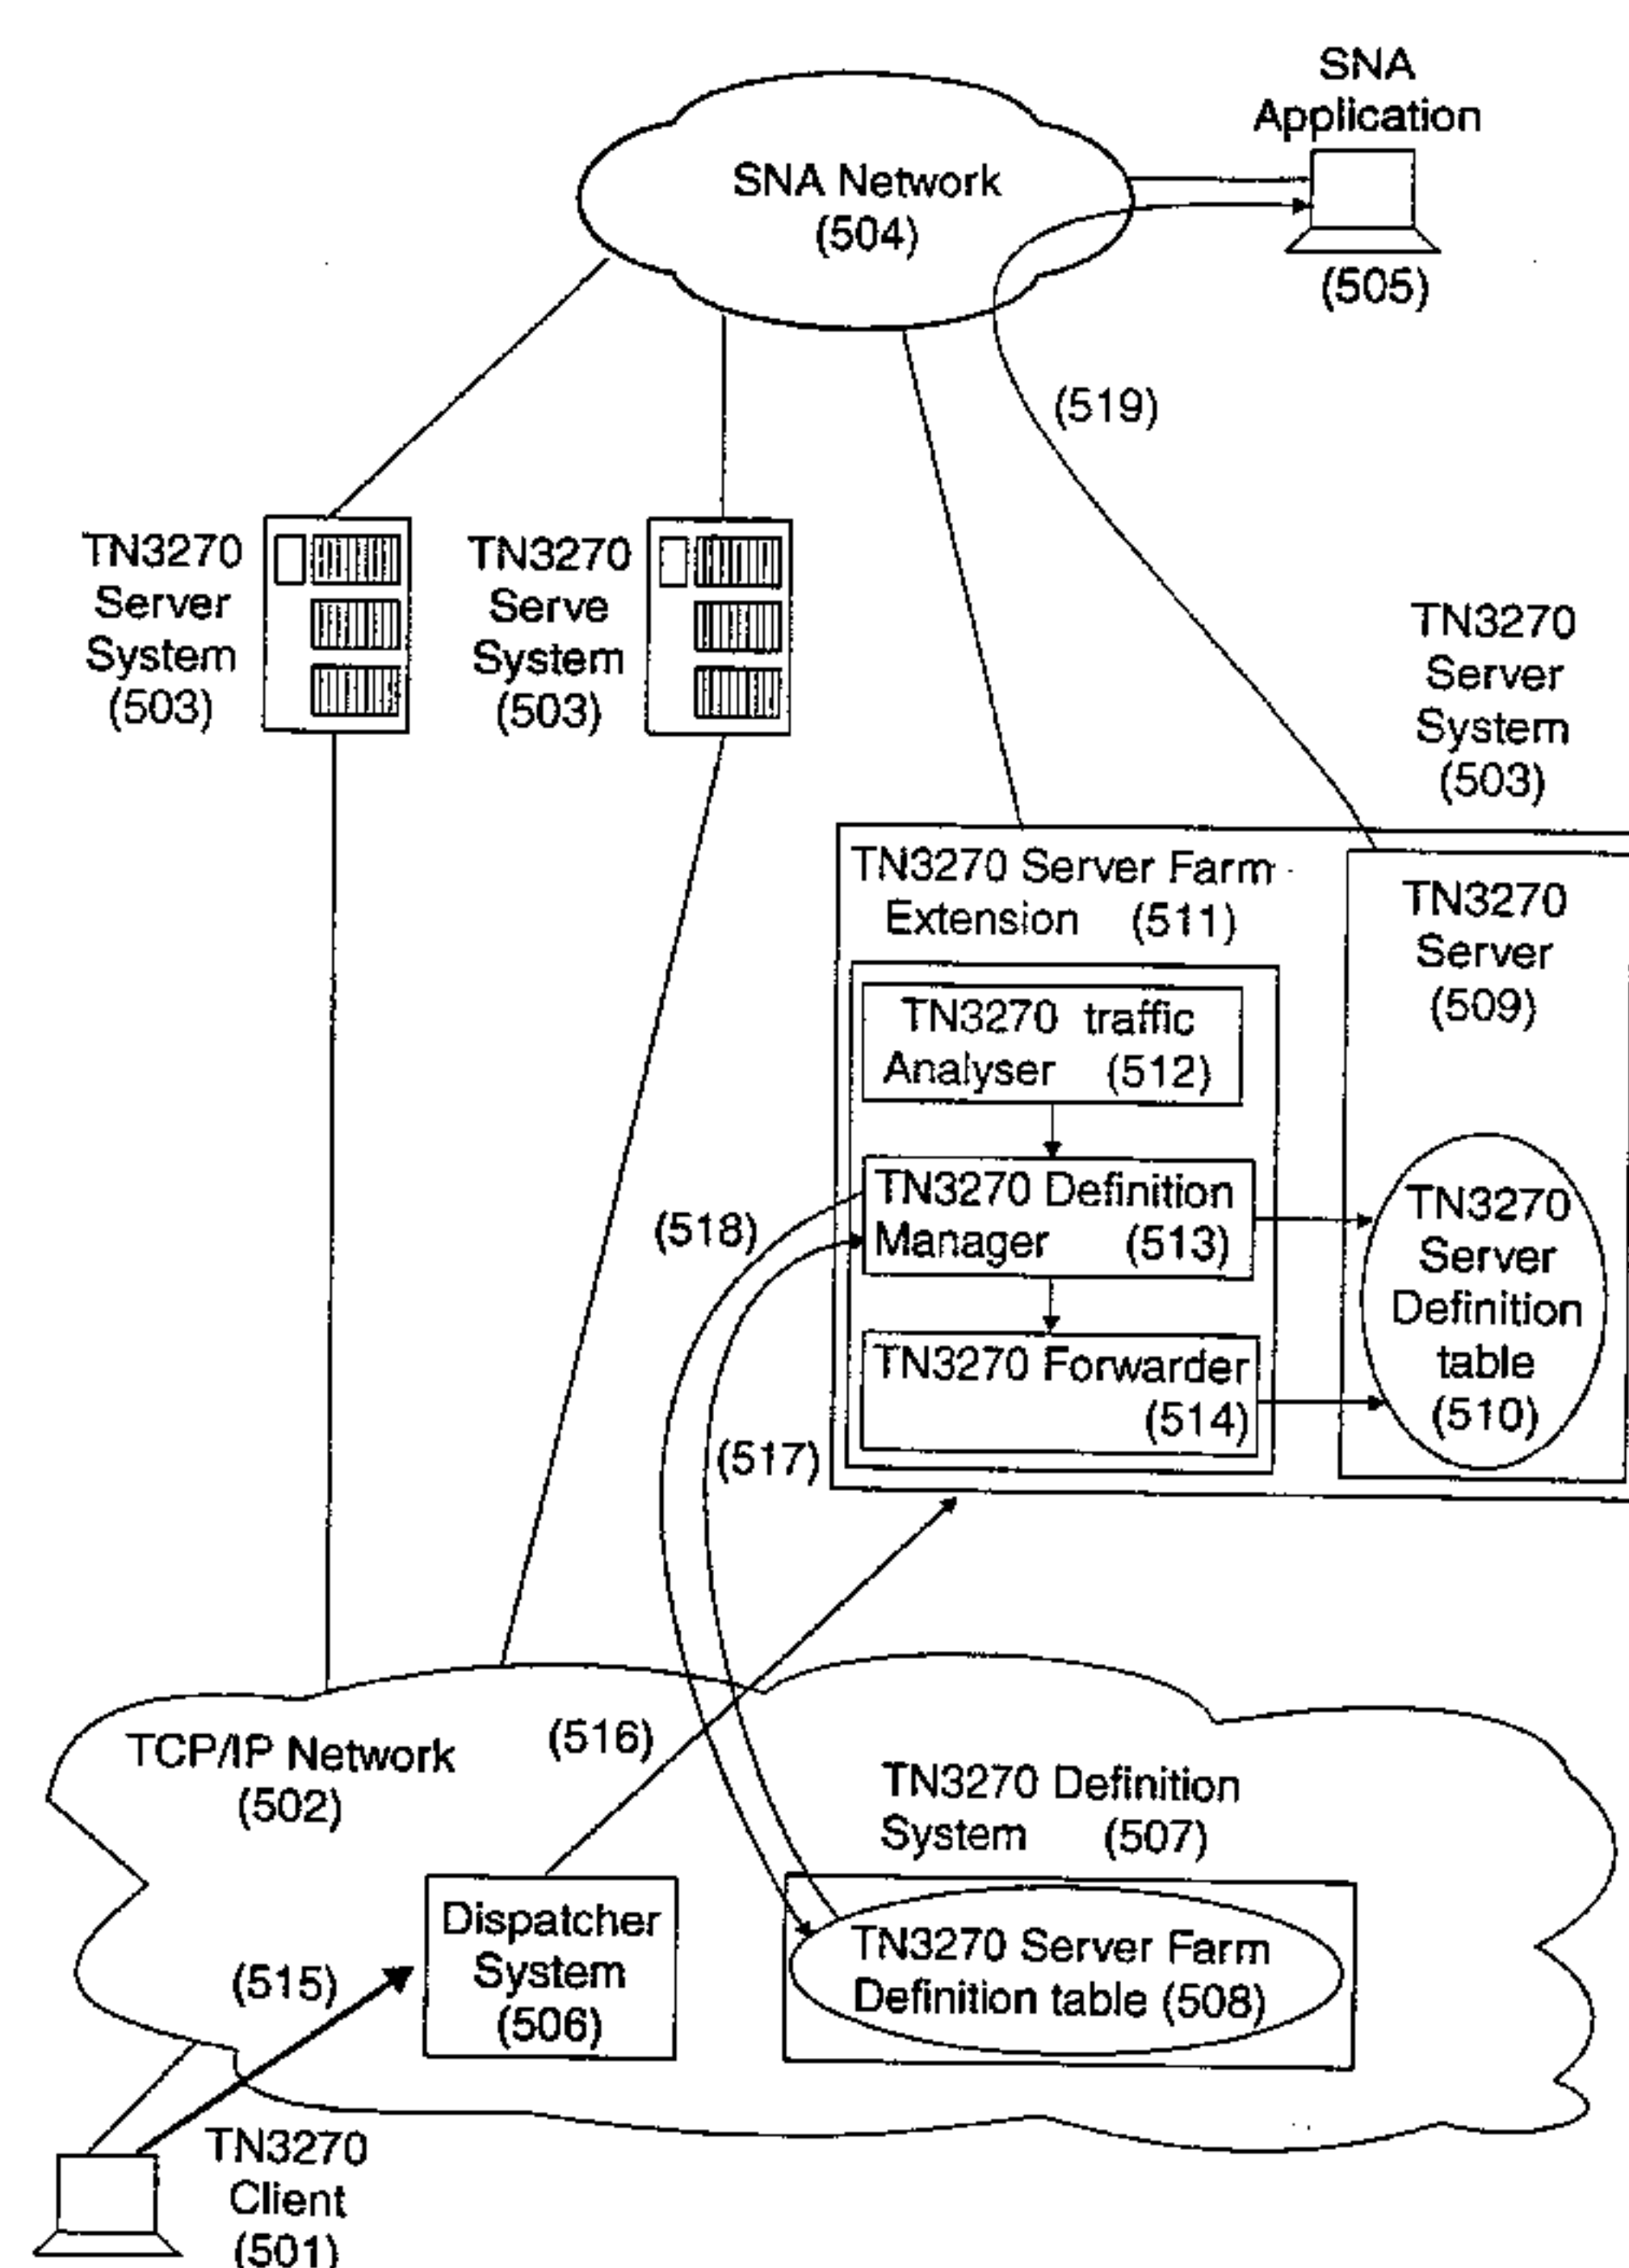 SNA
Application
SNA Network
(504)
(505)
(519)
TN3270
Server
System
(503)
TN3270
Serve
System
(503)
TN3270
Server
System
(503)
TN3270 Server Farm
Extension (511)
TN3270
Server
(509)
TN3270 traffic
Analyser (512)
TN3270 Definition
Manager (513)
(518)
TN3270
Server
Definition
table
(510)
TN3270 Forwarder
(514)
(517)
TCP/IP Network
(502)
(516)
TN3270 Definition
System (507)
Dispatcher
System
(506)
TN3270 Server Farm
Definition table (508)
(515)
TN3270
Client
(501)